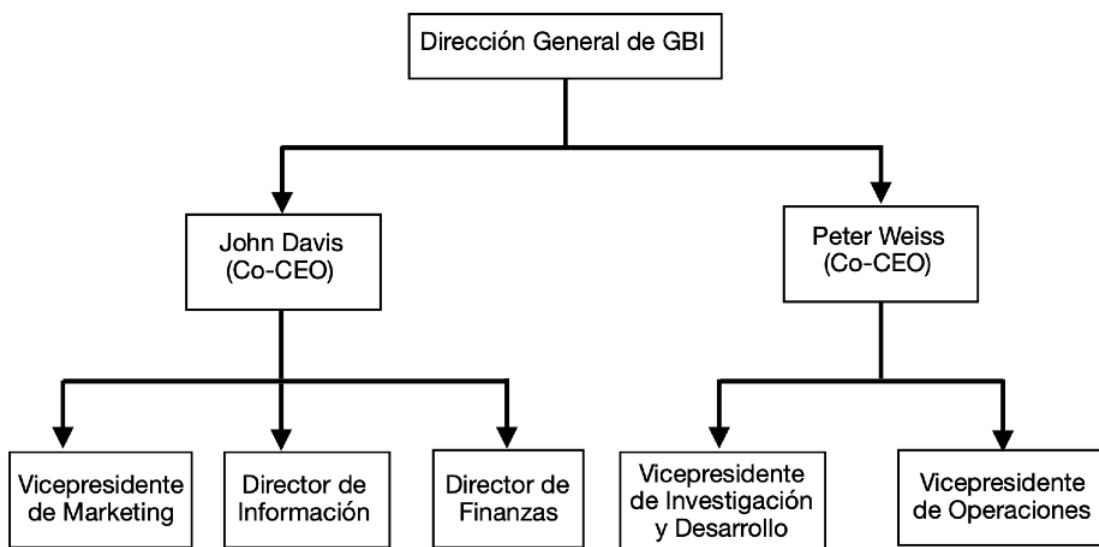 Dirección General de GBI
John Davis
(Co-CEO)
Peter Weiss
(Co-CEO)
Vicepresidente
de Marketing
Director de
Información
Director de
Finanzas
Vicepresidente
de Investigación
y Desarrollo
Vicepresidente
de Operaciones